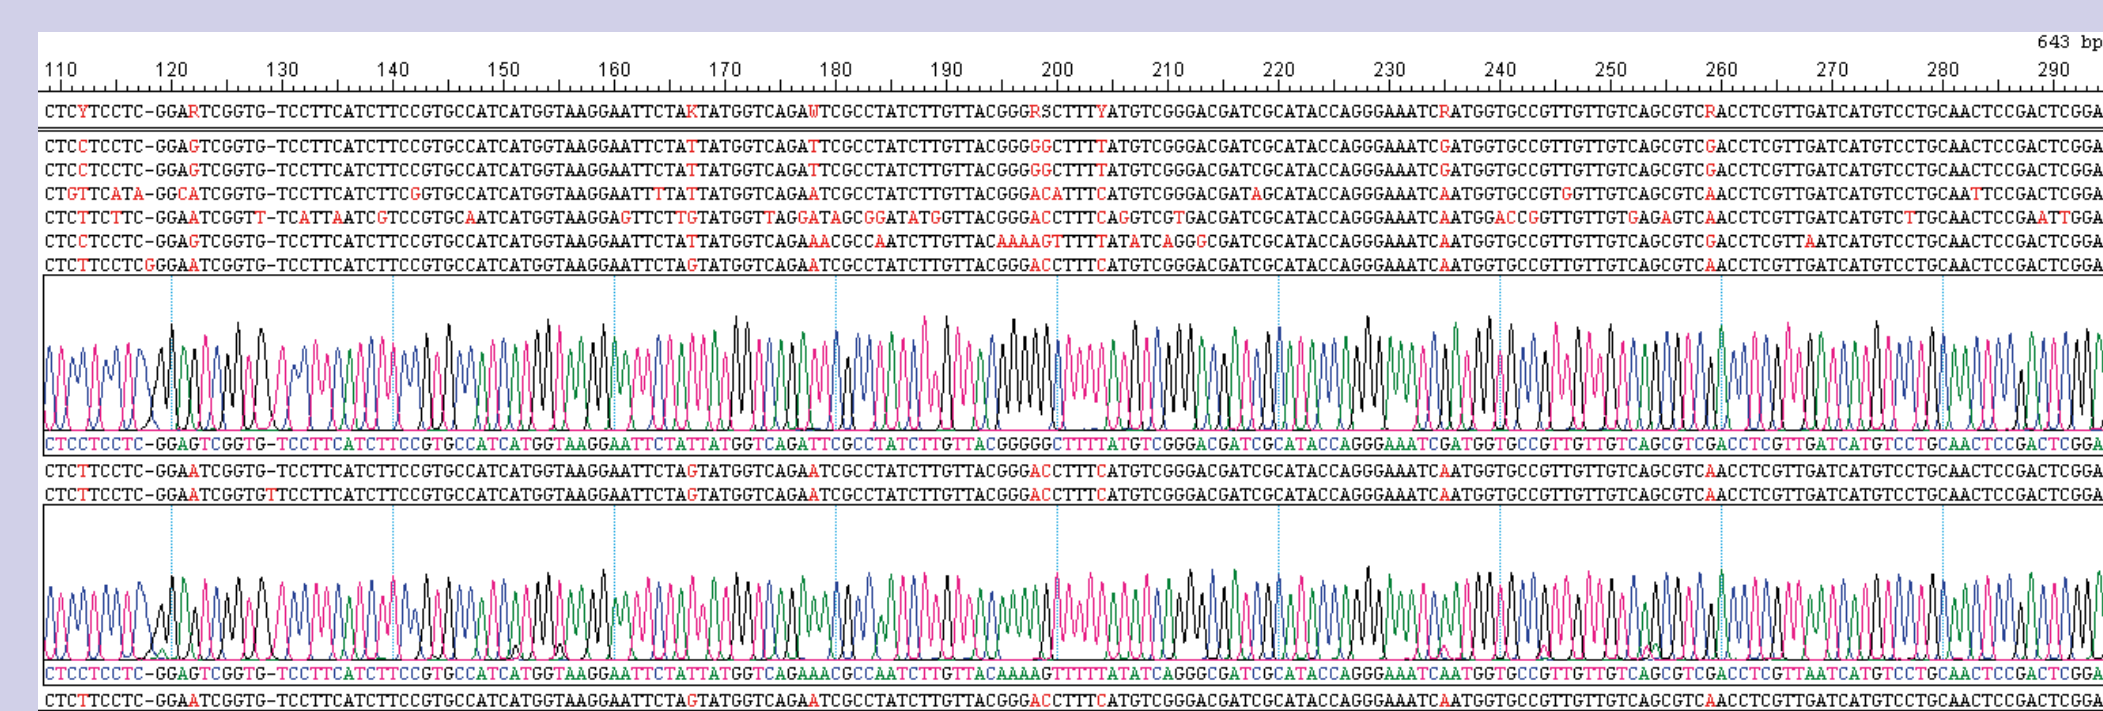 643 bp
110 120 130 140 150 160 170 180 190 200 210 220 230 240 250 260 270 280 290
CTCYTCCTC-GGARTCGGTG-TCCTTCATCTTCCGTGCCATCATGGTAAGGAATTCTAKTATGGTCAGAWTCGCCTATCTTGTTACGGGRSCTTTYATGTCGGGACGATCGCATACCAGGGAAATCRATGGTGCCGTTGTTGTCAGCGTCRACCTCGTTGATCATGTCCTGCAACTCCGACTCGGA
CTCCTCCTC-GGAGTCGGTG-TCCTTCATCTTCCGTGCCATCATGGTAAGGAATTCTATTATGGTCAGATTCGCCTATCTTGTTACGGGGGCTTTTATGTCGGGACGATCGCATACCAGGGAAATCGATGGTGCCGTTGTTGTCAGCGTCGACCTCGTTGATCATGTCCTGCAACTCCGACTCGGA
CTCCTCCTC-GGAGTCGGTG-TCCTTCATCTTCCGTGCCATCATGGTAAGGAATTCTATTATGGTCAGATTCGCCTATCTTGTTACGGGGGCTTTTATGTCGGGACGATCGCATACCAGGGAAATCGATGGTGCCGTTGTTGTCAGCGTCGACCTCGTTGATCATGTCCTGCAACTCCGACTCGGA
CTGTTCATA-GGCATCGGTG-TCCTTCATCTTCGGTGCCATCATGGTAAGGAATTTTATTATGGTCAGAATCGCCTATCTTGTTACGGGACATTTCATGTCGGGACGATAGCATACCAGGGAAATCAATGGTGCCGTGGTTGTCAGCGTCAACCTCGTTGATCATGTCCTGCAATTCCGACTCGGA
CTCTTCTTC-GGAATCGGTT-TCATTAATCGTCCGTGCAATCATGGTAAGGAGTTCTTGTATGGTTAGGATAGCGGATATGGTTACGGGACCTTTCAGGTCGTGACGATCGCATACCAGGGAAATCAATGGACCGGTTGTTGTGAGAGTCAACCTCGTTGATCATGTCTTGCAACTCCGAATTGGA
CTCCTCCTC-GGAGTCGGTG-TCCTTCATCTTCCGTGCCATCATGGTAAGGAATTCTATTATGGTCAGAAACGCCAATCTTGTTACAAAAGTTTTTATATCAGGGCGATCGCATACCAGGGAAATCAATGGTGCCGTTGTTGTCAGCGTCGACCTCGTTAATCATGTCCTGCAACTCCGACTCGGA
CTCTTCCTCGGGAATCGGTG-TCCTTCATCTTCCGTGCCATCATGGTAAGGAATTCTAGTATGGTCAGAATCGCCTATCTTGTTACGGGACCTTTCATGTCGGGACGATCGCATACCAGGGAAATCAATGGTGCCGTTGTTGTCAGCGTCAACCTCGTTGATCATGTCCTGCAACTCCGACTCGGA
CTCCTCCTC-GGAGTCGGTG-TCCTTCATCTTCCGTGCCATCATGGTAAGGAATTCTATTATGGTCAGATTCGCCTATCTTGTTACGGGGGCTTTTATGTCGGGACGATCGCATACCAGGGAAATCGATGGTGCCGTTGTTGTCAGCGTCGACCTCGTTGATCATGTCCTGCAACTCCGACTCGGA
CTCTTCCTC-GGAATCGGTG-TCCTTCATCTTCCGTGCCATCATGGTAAGGAATTCTAGTATGGTCAGAATCGCCTATCTTGTTACGGGACCTTTCATGTCGGGACGATCGCATACCAGGGAAATCAATGGTGCCGTTGTTGTCAGCGTCAACCTCGTTGATCATGTCCTGCAACTCCGACTCGGA
CTCTTCCTC-GGAATCGGTGTTCCTTCATCTTCCGTGCCATCATGGTAAGGAATTCTAGTATGGTCAGAATCGCCTATCTTGTTACGGGACCTTTCATGTCGGGACGATCGCATACCAGGGAAATCAATGGTGCCGTTGTTGTCAGCGTCAACCTCGTTGATCATGTCCTGCAACTCCGACTCGGA
CTCCTCCTC-GGAGTCGGTG-TCCTTCATCTTCCGTGCCATCATGGTAAGGAATTCTATTATGGTCAGAAACGCCAATCTTGTTACAAAAGTTTTTATATCAGGGCGATCGCATACCAGGGAAATCAATGGTGCCGTTGTTGTCAGCGTCGACCTCGTTAATCATGTCCTGCAACTCCGACTCGGA
CTCTTCCTC-GGAATCGGTG-TCCTTCATCTTCCGTGCCATCATGGTAAGGAATTCTAGTATGGTCAGAATCGCCTATCTTGTTACGGGACCTTTCATGTCGGGACGATCGCATACCAGGGAAATCAATGGTGCCGTTGTTGTCAGCGTCAACCTCGTTGATCATGTCCTGCAACTCCGACTCGGA